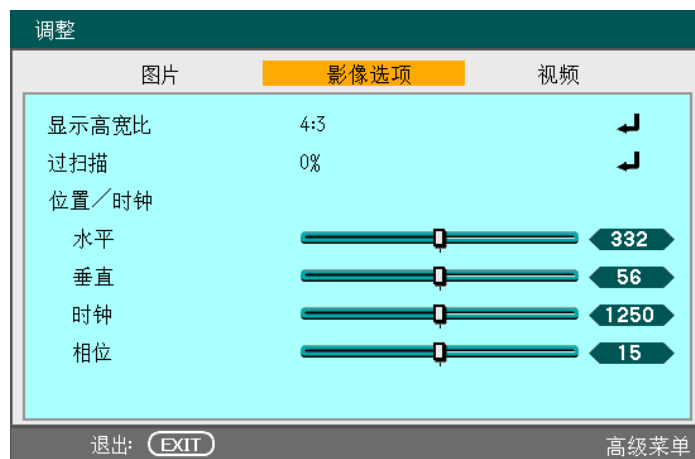 调整
图片 影像选项 视频
显示高宽比 4:3
过扫描 0%
位置／时钟
水平 332
垂直 56
时钟 1250
相位 15
退出: EXIT 高级菜单